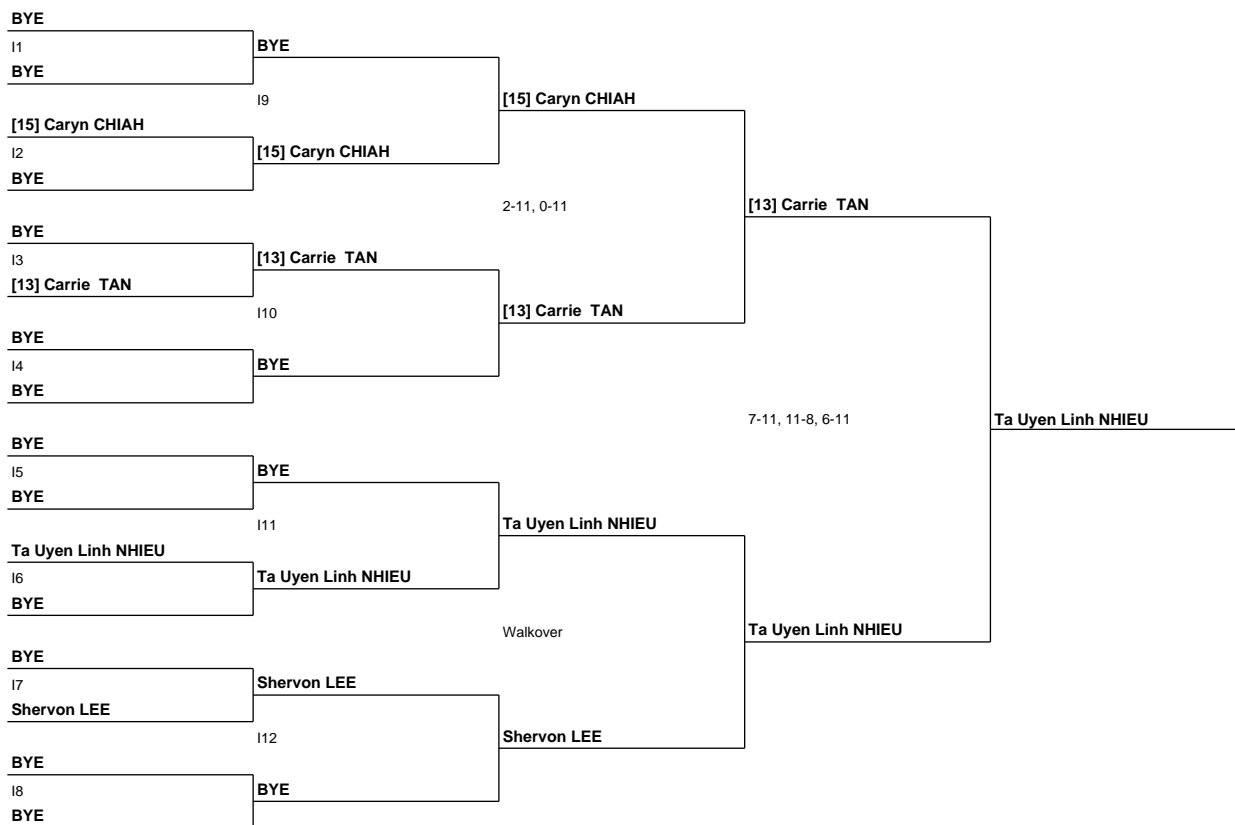 BYE
I1
BYE
BYE
I9
[15] Caryn CHIAH
[15] Caryn CHIAH
I2
[15] Caryn CHIAH
BYE
2-11, 0-11
[13] Carrie  TAN
BYE
I3
[13] Carrie  TAN
[13] Carrie  TAN
I10
[13] Carrie  TAN
BYE
I4
BYE
BYE
7-11, 11-8, 6-11
Ta Uyen Linh NHIEU
BYE
I5
BYE
BYE
I11
Ta Uyen Linh NHIEU
Ta Uyen Linh NHIEU
I6
Ta Uyen Linh NHIEU
BYE
Walkover
Ta Uyen Linh NHIEU
BYE
I7
Shervon LEE
Shervon LEE
I12
Shervon LEE
BYE
I8
BYE
BYE